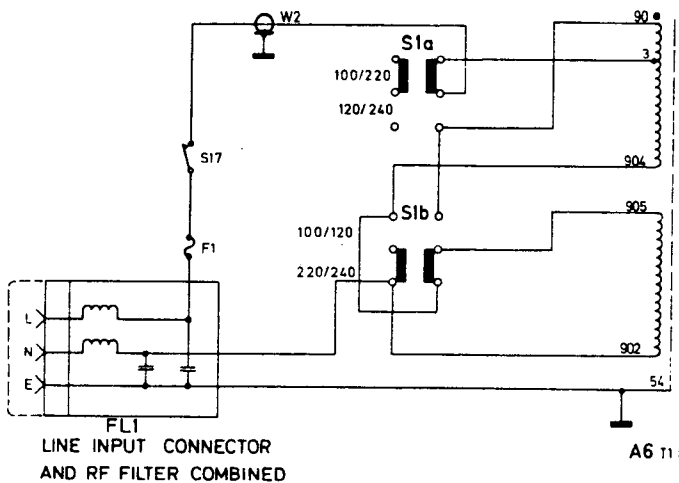 W2
90
S1a
3
100/220
120/240
S17
904
S1b
905
100/120
F1
220/240
L
N
902
E
54
FL1
LINE INPUT CONNECTOR
AND RF FILTER COMBINED
A6 T1